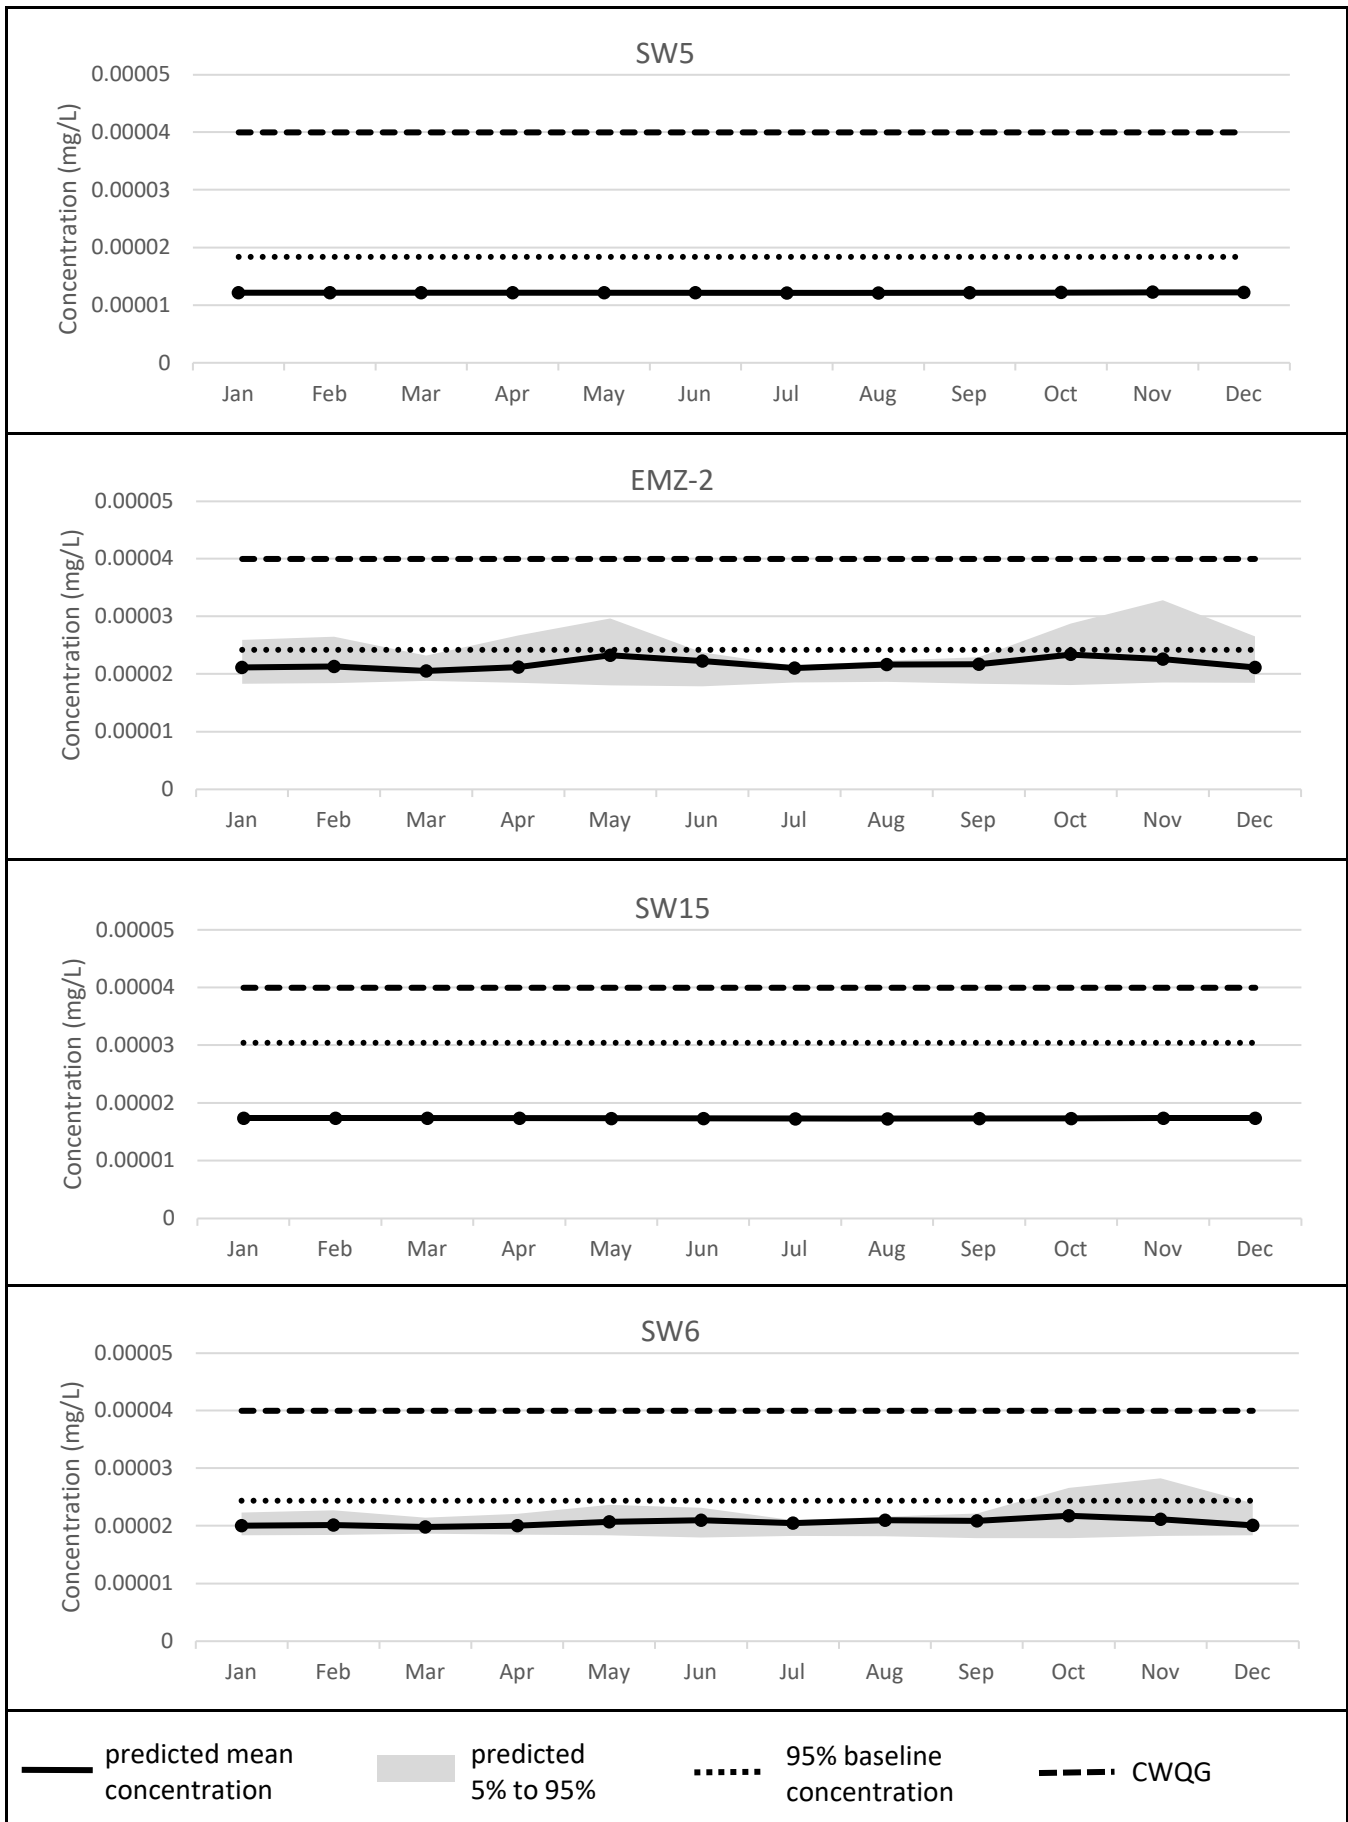 SW5
Concentration (mg/L)
0.00005
0.00004
0.00003
0.00002
0.00001
0
Jan Feb Mar Apr May Jun Jul Aug Sep Oct Nov Dec
EMZ-2
Concentration (mg/L)
0.00005
0.00004
0.00003
0.00002
0.00001
0
Jan Feb Mar Apr May Jun Jul Aug Sep Oct Nov Dec
SW15
Concentration (mg/L)
0.00005
0.00004
0.00003
0.00002
0.00001
0
Jan Feb Mar Apr May Jun Jul Aug Sep Oct Nov Dec
SW6
Concentration (mg/L)
0.00005
0.00004
0.00003
0.00002
0.00001
0
Jan Feb Mar Apr May Jun Jul Aug Sep Oct Nov Dec
predicted mean
concentration
predicted
5% to 95%
95% baseline
concentration
CWQG